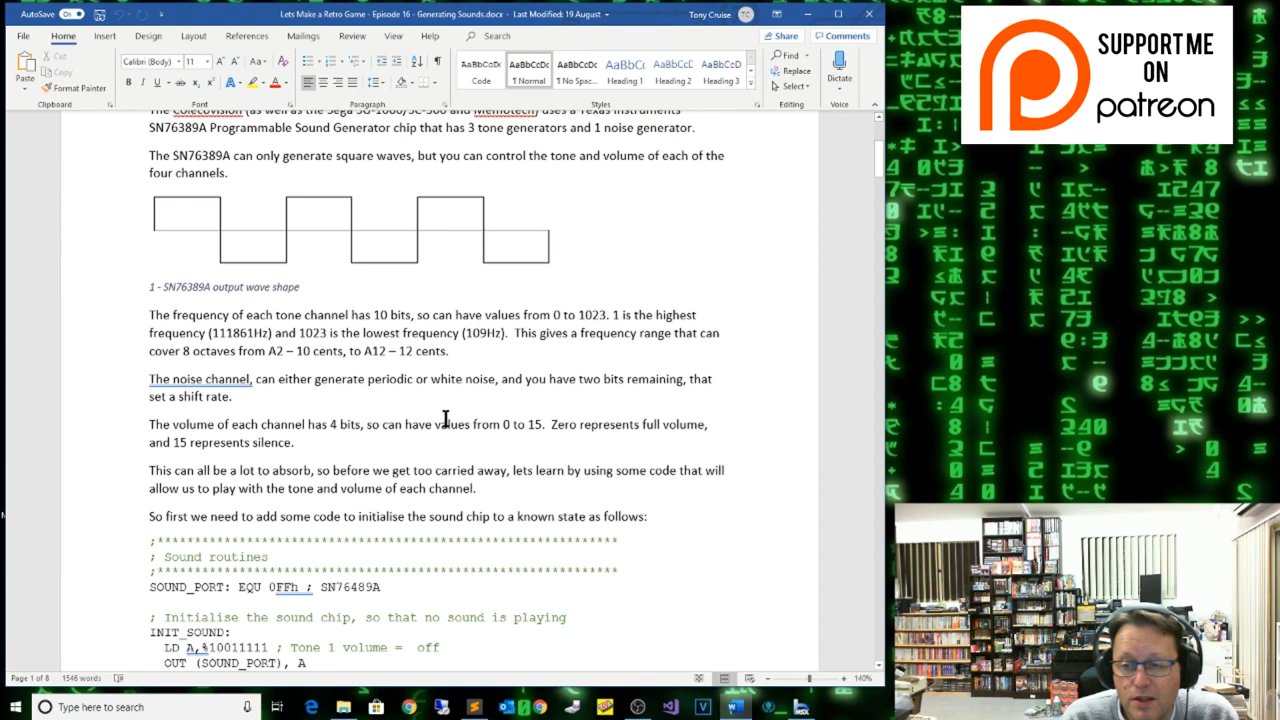 AutoSave On Lets Make a Retro Game - Episode 16 - Generating Sounds.docx - Last Modified: 19 August Tony Cruise TC
File Home Insert Draw Design Layout References Mailings Review View Help Search Share Comments
Paste Cut Copy Format Painter
Clipboard
Calibri (Body) 11
Font
Paragraph
AaBbCcDd Code
AaBbCcDd ¶ Normal
AaBbCcDd ¶ No Spac...
AaBbC Heading 1
AaBbCcD Heading 2
AaBbCcD Heading 3
Styles
Find Replace Select
Editing
Dictate
Voice
SN76389A Programmable Sound Generator chip that has 3 tone generators and 1 noise generator.
The SN76389A can only generate square waves, but you can control the tone and volume of each of the
four channels.
1 - SN76389A output wave shape
The frequency of each tone channel has 10 bits, so can have values from 0 to 1023. 1 is the highest
frequency (111861Hz) and 1023 is the lowest frequency (109Hz).  This gives a frequency range that can
cover 8 octaves from A2 – 10 cents, to A12 – 12 cents.
The noise channel, can either generate periodic or white noise, and you have two bits remaining, that
set a shift rate.
The volume of each channel has 4 bits, so can have values from 0 to 15.  Zero represents full volume,
and 15 represents silence.
This can all be a lot to absorb, so before we get too carried away, lets learn by using some code that will
allow us to play with the tone and volume of each channel.
So first we need to add some code to initialise the sound chip to a known state as follows:
;**************************************************
; Sound routines
;**************************************************
SOUND_PORT: EQU 0FFh ; SN76489A
; Initialise the sound chip, so that no sound is playing
INIT_SOUND:
LD A,%10011111 ; Tone 1 volume =  off
OUT (SOUND_PORT), A
Page 1 of 8 1546 words 140%
Type here to search
SUPPORT ME
ON
patreon